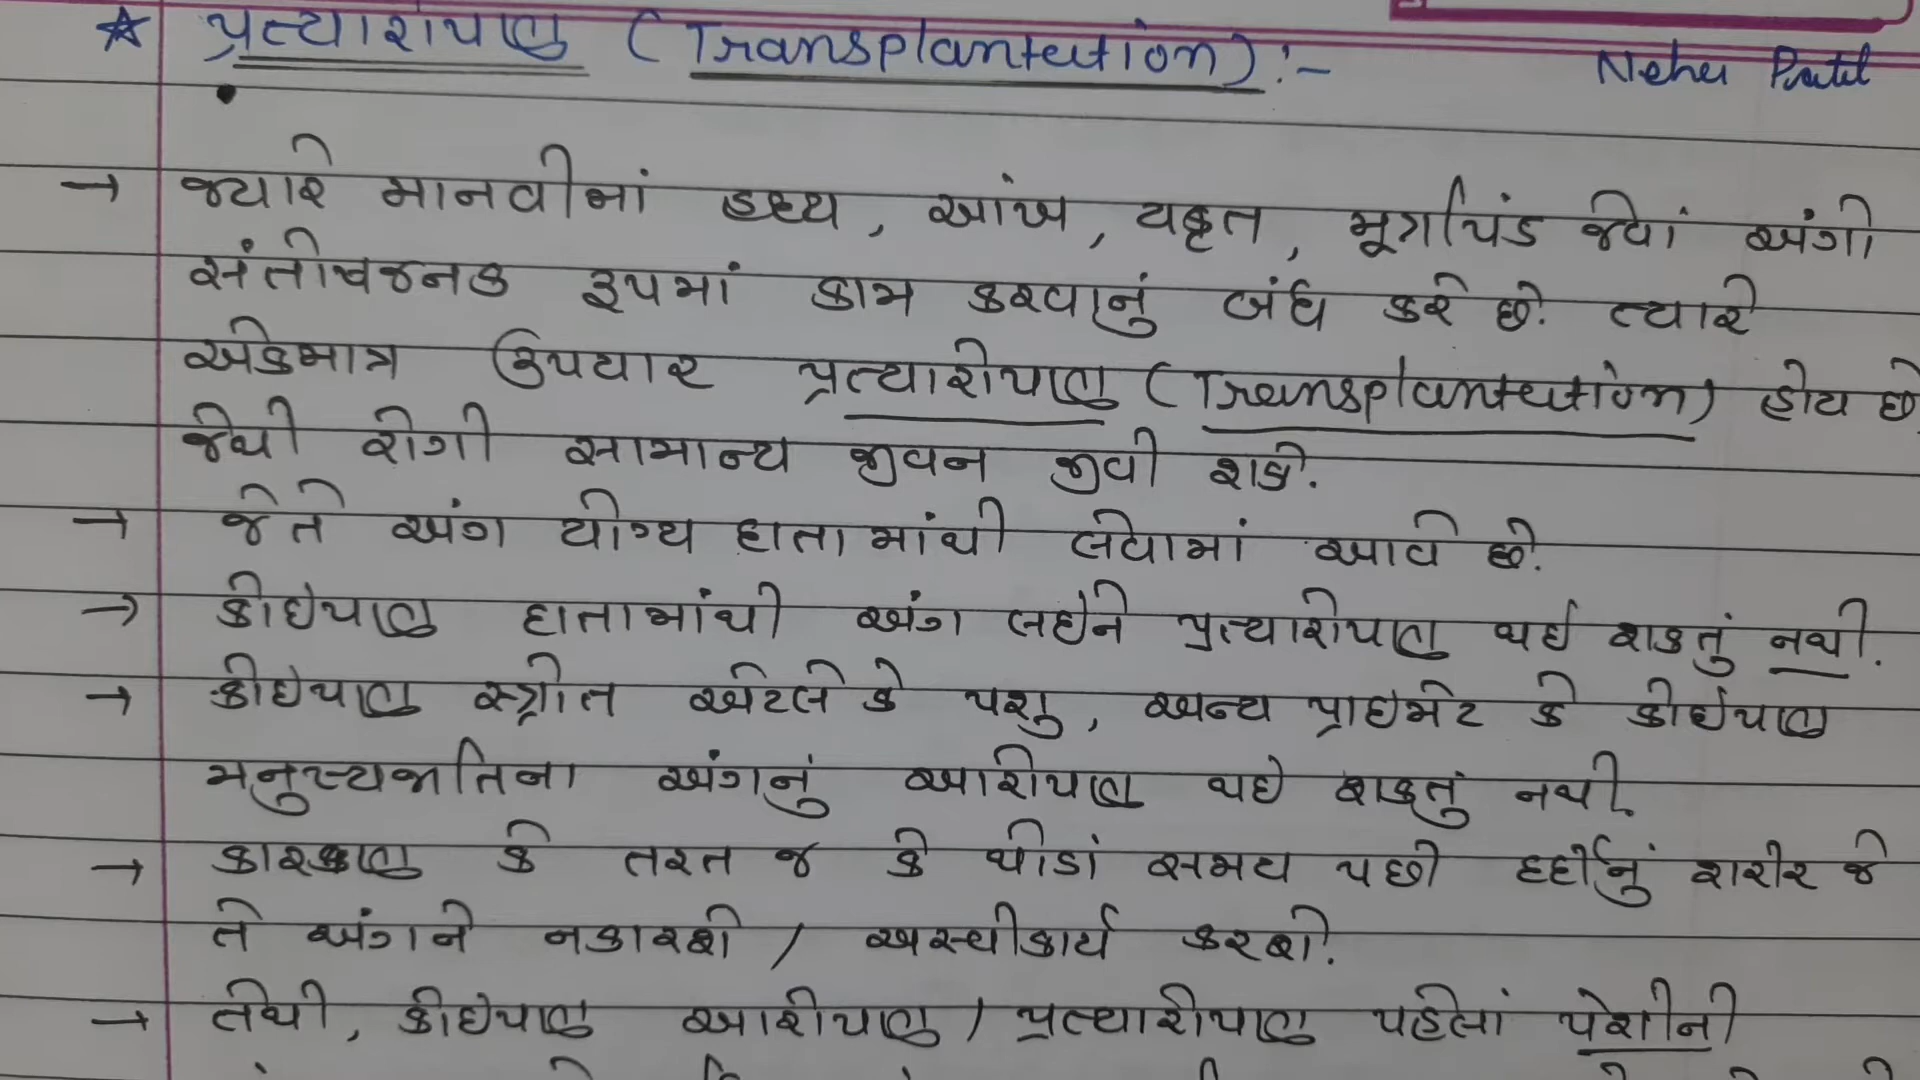 ☆ પ્રત્યારોપણ (Transplantation) :- Neha Patil
→ જ્યારે માનવીનાં હૃદય, આંખ, યકૃત, મૂત્રપિંડ જેવાં અંગો
સંતોષજનક રૂપમાં કામ કરવાનું બંધ કરે છે. ત્યારે
એકમાત્ર ઉપચાર પ્રત્યારોપણ (Transplantation) હોય છે
જેથી રોગી સામાન્ય જીવન જીવી શકે.
→ જે તે અંગ યોગ્ય દાતામાંથી લેવામાં આવે છે.
→ કોઈપણ દાતામાંથી અંગ લઈને પ્રત્યારોપણ થઈ શકતું નથી.
→ કોઈપણ સ્ત્રોત એટલે કે પશુ, અન્ય પ્રાઈમેટ કે કોઈપણ
મનુષ્યજાતિના અંગનું આરોપણ થઈ શકતું નથી.
→ કારણ કે તરત જ કે થોડાં સમય પછી દર્દીનું શરીર જે
તે અંગને નકારશે / અસ્વીકાર્ય કરશે.
→ તેથી, કોઈપણ આરોપણ / પ્રત્યારોપણ પહેલાં પેશીની